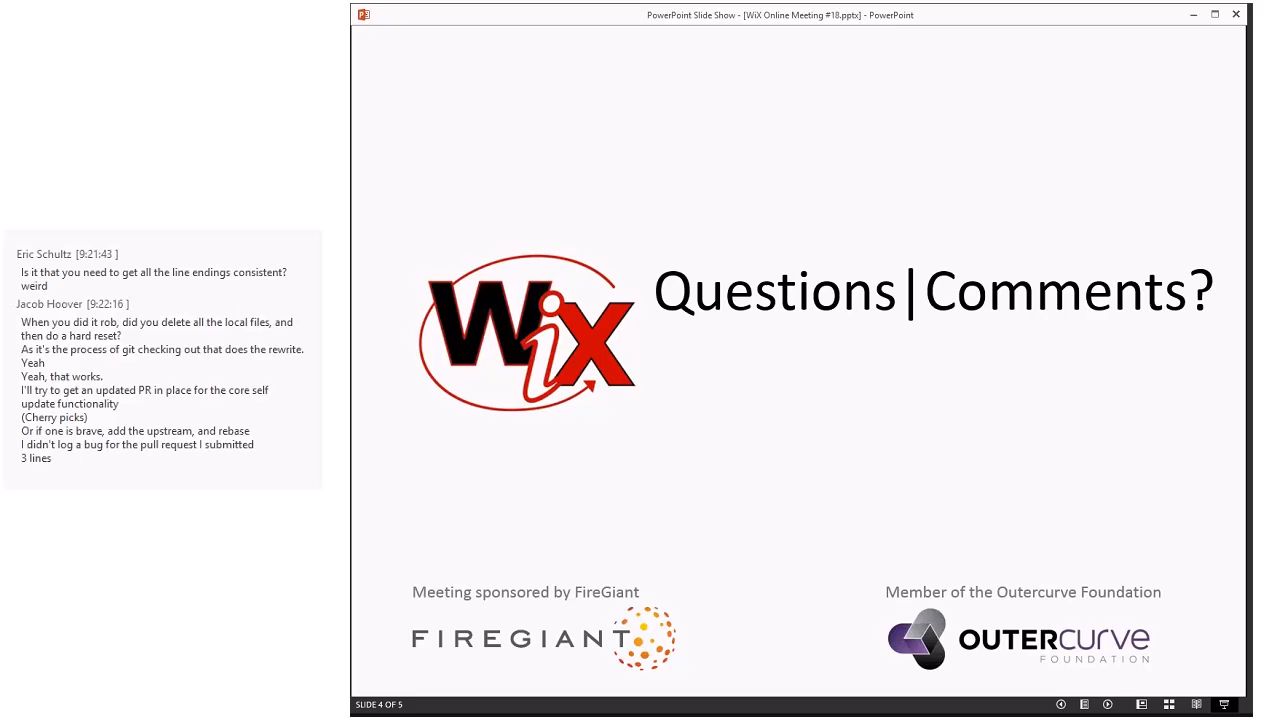 PowerPoint Slide Show - [WiX Online Meeting #18.pptx] - PowerPoint
Eric Schultz [9:21:43 ]
Is it that you need to get all the line endings consistent?
weird
Jacob Hoover [9:22:16 ]
When you did it rob, did you delete all the local files, and
then do a hard reset?
As it's the process of git checking out that does the rewrite.
Yeah
Yeah, that works.
I'll try to get an updated PR in place for the core self
update functionality
(Cherry picks)
Or if one is brave, add the upstream, and rebase
I didn't log a bug for the pull request I submitted
3 lines
WiX
Questions|Comments?
Meeting sponsored by FireGiant
FIREGIANT
Member of the Outercurve Foundation
OUTERCURVE
FOUNDATION
SLIDE 4 OF 5